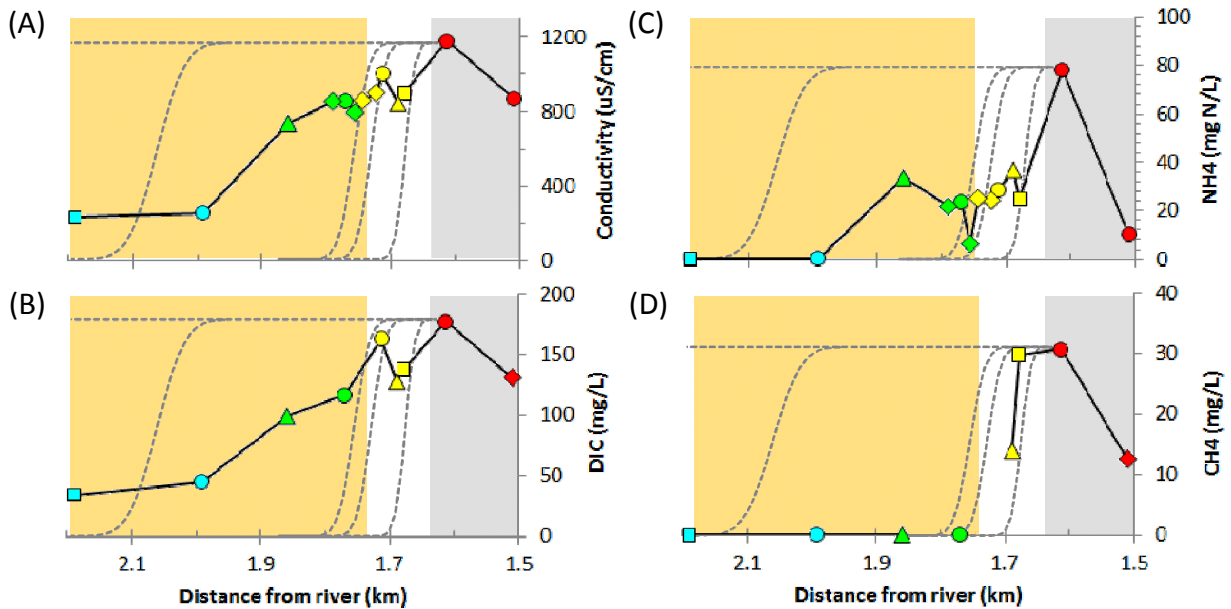 (A)
1200
800
400
0
Conductivity (uS/cm)
(B)
200
150
100
50
0
DIC (mg/L)
2.1
1.9
1.7
1.5
Distance from river (km)
(C)
100
80
60
40
20
0
NH4 (mg N/L)
(D)
40
30
20
10
0
CH4 (mg/L)
2.1
1.9
1.7
1.5
Distance from river (km)